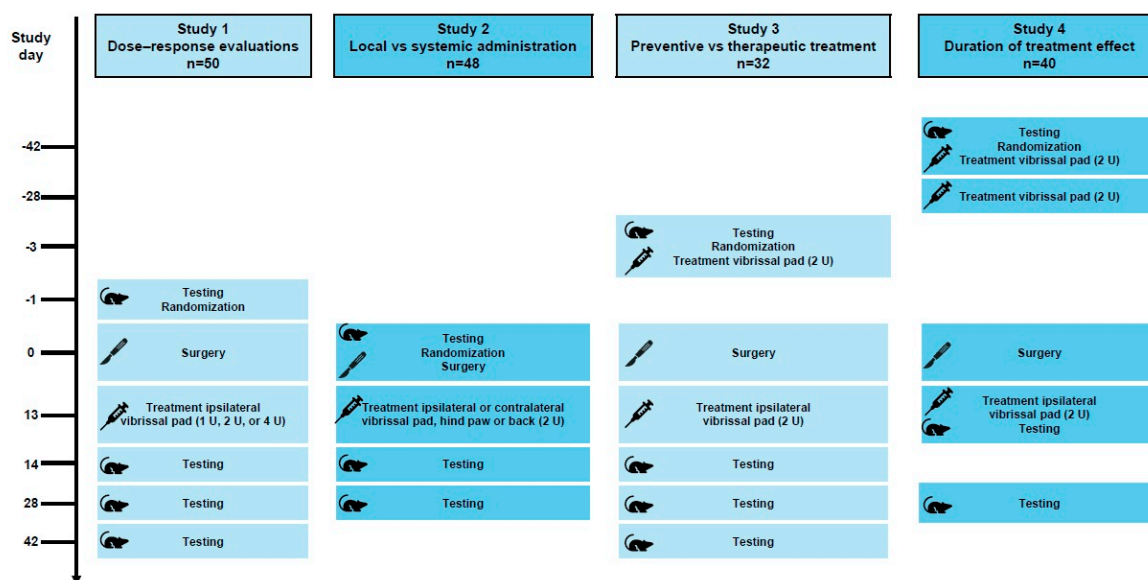 Study
day
Study 1
Dose–response evaluations
n=50
Study 2
Local vs systemic administration
n=48
Study 3
Preventive vs therapeutic treatment
n=32
Study 4
Duration of treatment effect
n=40
-42
Testing
Randomization
Treatment vibrissal pad (2 U)
-28
Treatment vibrissal pad (2 U)
-3
Testing
Randomization
Treatment vibrissal pad (2 U)
-1
Testing
Randomization
0
Surgery
Testing
Randomization
Surgery
Surgery
Surgery
13
Treatment ipsilateral
vibrissal pad (1 U, 2 U, or 4 U)
Treatment ipsilateral or contralateral
vibrissal pad, hind paw or back (2 U)
Treatment ipsilateral
vibrissal pad (2 U)
Treatment ipsilateral
vibrissal pad (2 U)
Testing
14
Testing
Testing
Testing
28
Testing
Testing
Testing
Testing
42
Testing
Testing